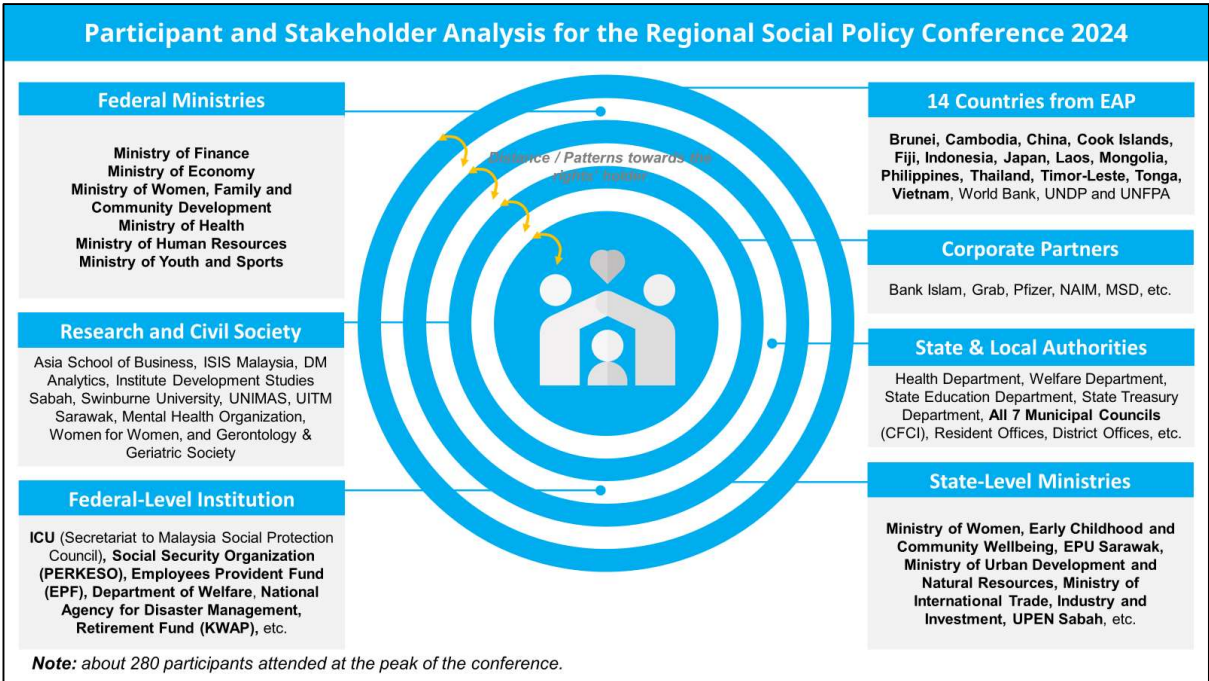 Participant and Stakeholder Analysis for the Regional Social Policy Conference 2024
Federal Ministries
Ministry of Finance
Ministry of Economy
Ministry of Women, Family and
Community Development
Ministry of Health
Ministry of Human Resources
Ministry of Youth and Sports
Research and Civil Society
Asia School of Business, ISIS Malaysia, DM
Analytics, Institute Development Studies
Sabah, Swinburne University, UNIMAS, UITM
Sarawak, Mental Health Organization,
Women for Women, and Gerontology &
Geriatric Society
Federal-Level Institution
ICU (Secretariat to Malaysia Social Protection
Council), Social Security Organization
(PERKESO), Employees Provident Fund
(EPF), Department of Welfare, National
Agency for Disaster Management,
Retirement Fund (KWAP), etc.
Distance / Patterns towards the
rights' holder
14 Countries from EAP
Brunei, Cambodia, China, Cook Islands,
Fiji, Indonesia, Japan, Laos, Mongolia,
Philippines, Thailand, Timor-Leste, Tonga,
Vietnam, World Bank, UNDP and UNFPA
Corporate Partners
Bank Islam, Grab, Pfizer, NAIM, MSD, etc.
State & Local Authorities
Health Department, Welfare Department,
State Education Department, State Treasury
Department, All 7 Municipal Councils
(CFCI), Resident Offices, District Offices, etc.
State-Level Ministries
Ministry of Women, Early Childhood and
Community Wellbeing, EPU Sarawak,
Ministry of Urban Development and
Natural Resources, Ministry of
International Trade, Industry and
Investment, UPEN Sabah, etc.
Note: about 280 participants attended at the peak of the conference.